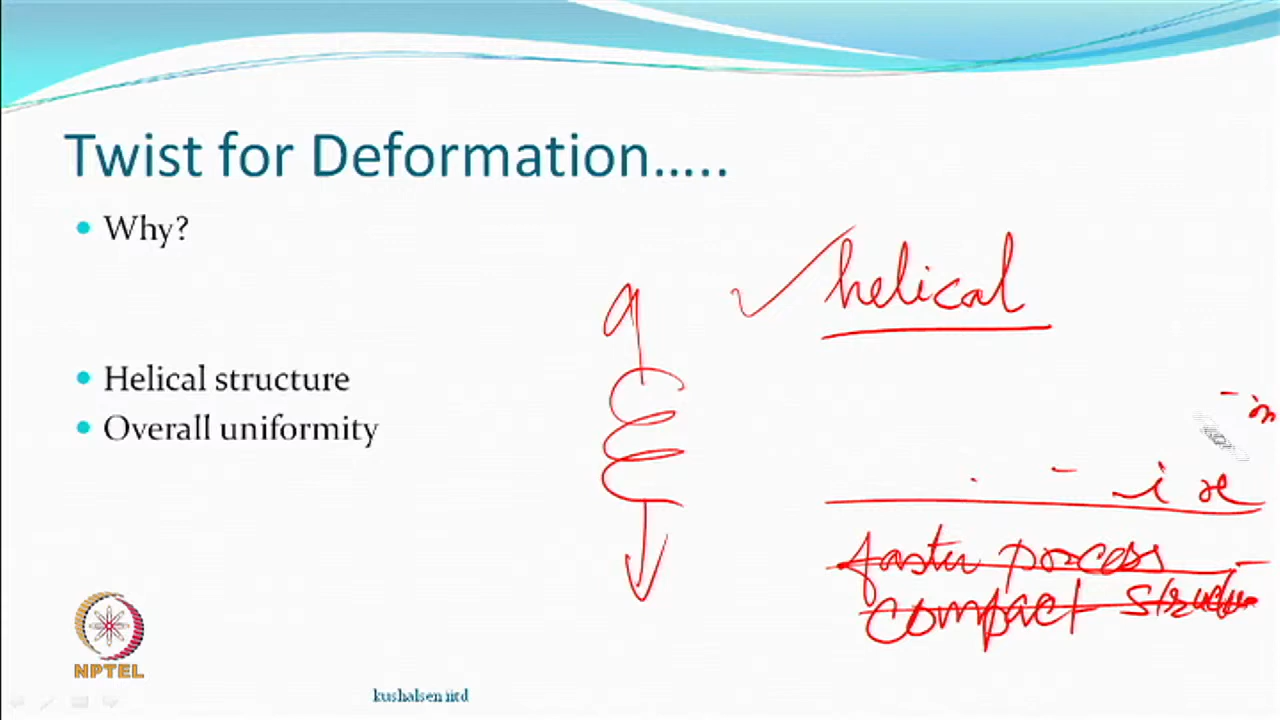 Twist for Deformation…..
Why?
helical
Helical structure
Overall uniformity
faster process
compact structure
NPTEL
kushalsen iitd